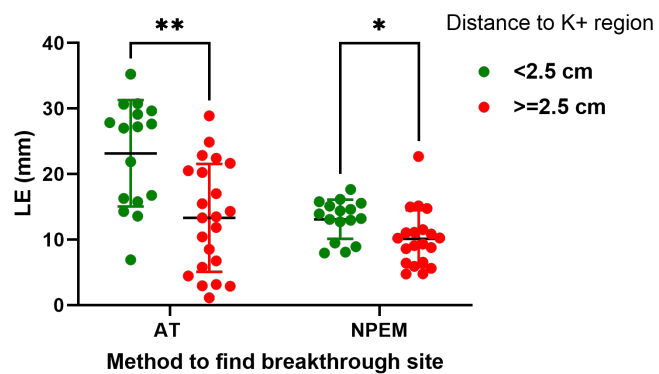 ** *
Distance to K+ region
<2.5 cm
>=2.5 cm
LE (mm)
40
30
20
10
0
AT NPEM
Method to find breakthrough site